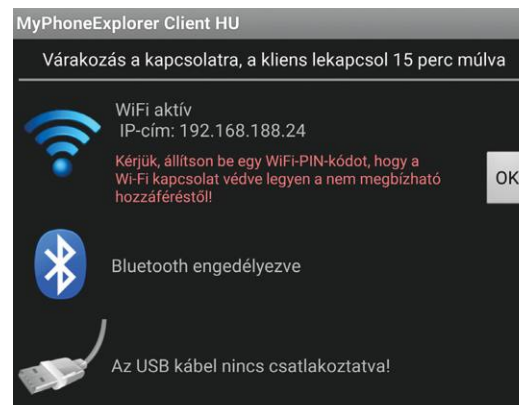 MyPhoneExplorer Client HU
Várakozás a kapcsolatra, a kliens lekapcsol 15 perc múlva
WiFi aktív
IP-cím: 192.168.188.24
Kérjük, állítson be egy WiFi-PIN-kódot, hogy a
Wi-Fi kapcsolat védve legyen a nem megbízható
hozzáféréstől!
OK
Bluetooth engedélyezve
Az USB kábel nincs csatlakoztatva!